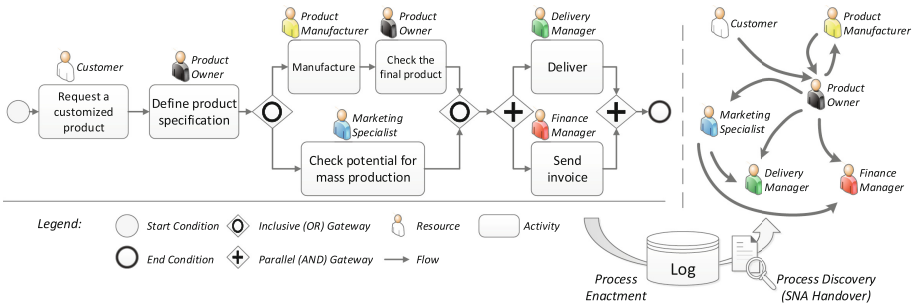 Customer
Request a
customized
product
Product
Owner
Define product
specification
Product
Manufacturer
Manufacture
Product
Owner
Check the
final product
Marketing
Specialist
Check potential for
mass production
Delivery
Manager
Deliver
Finance
Manager
Send
invoice
Customer
Product
Manufacturer
Product
Owner
Marketing
Specialist
Delivery
Manager
Finance
Manager
Legend:
Start Condition
Inclusive (OR) Gateway
Resource
Activity
End Condition
Parallel (AND) Gateway
Flow
Process
Enactment
Log
Process Discovery
(SNA Handover)